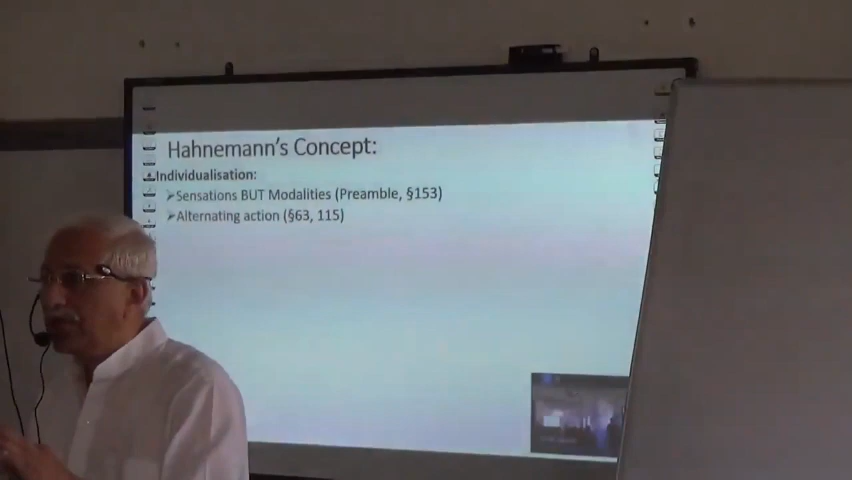 Hahnemann's Concept:
Individualisation:
➢Sensations BUT Modalities (Preamble, §153)
➢Alternating action (§63, 115)